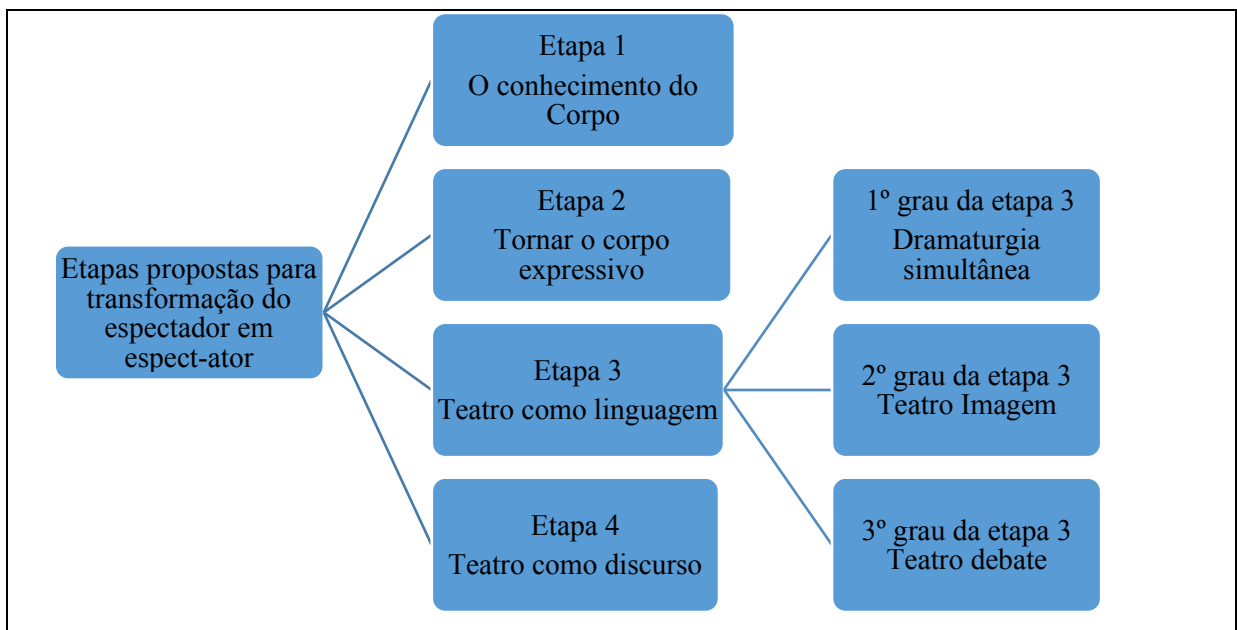 Etapas propostas para
transformação do
espectador em
espect-ator
Etapa 1
O conhecimento do
Corpo
Etapa 2
Tornar o corpo
expressivo
Etapa 3
Teatro como linguagem
Etapa 4
Teatro como discurso
1º grau da etapa 3
Dramaturgia
simultânea
2º grau da etapa 3
Teatro Imagem
3º grau da etapa 3
Teatro debate